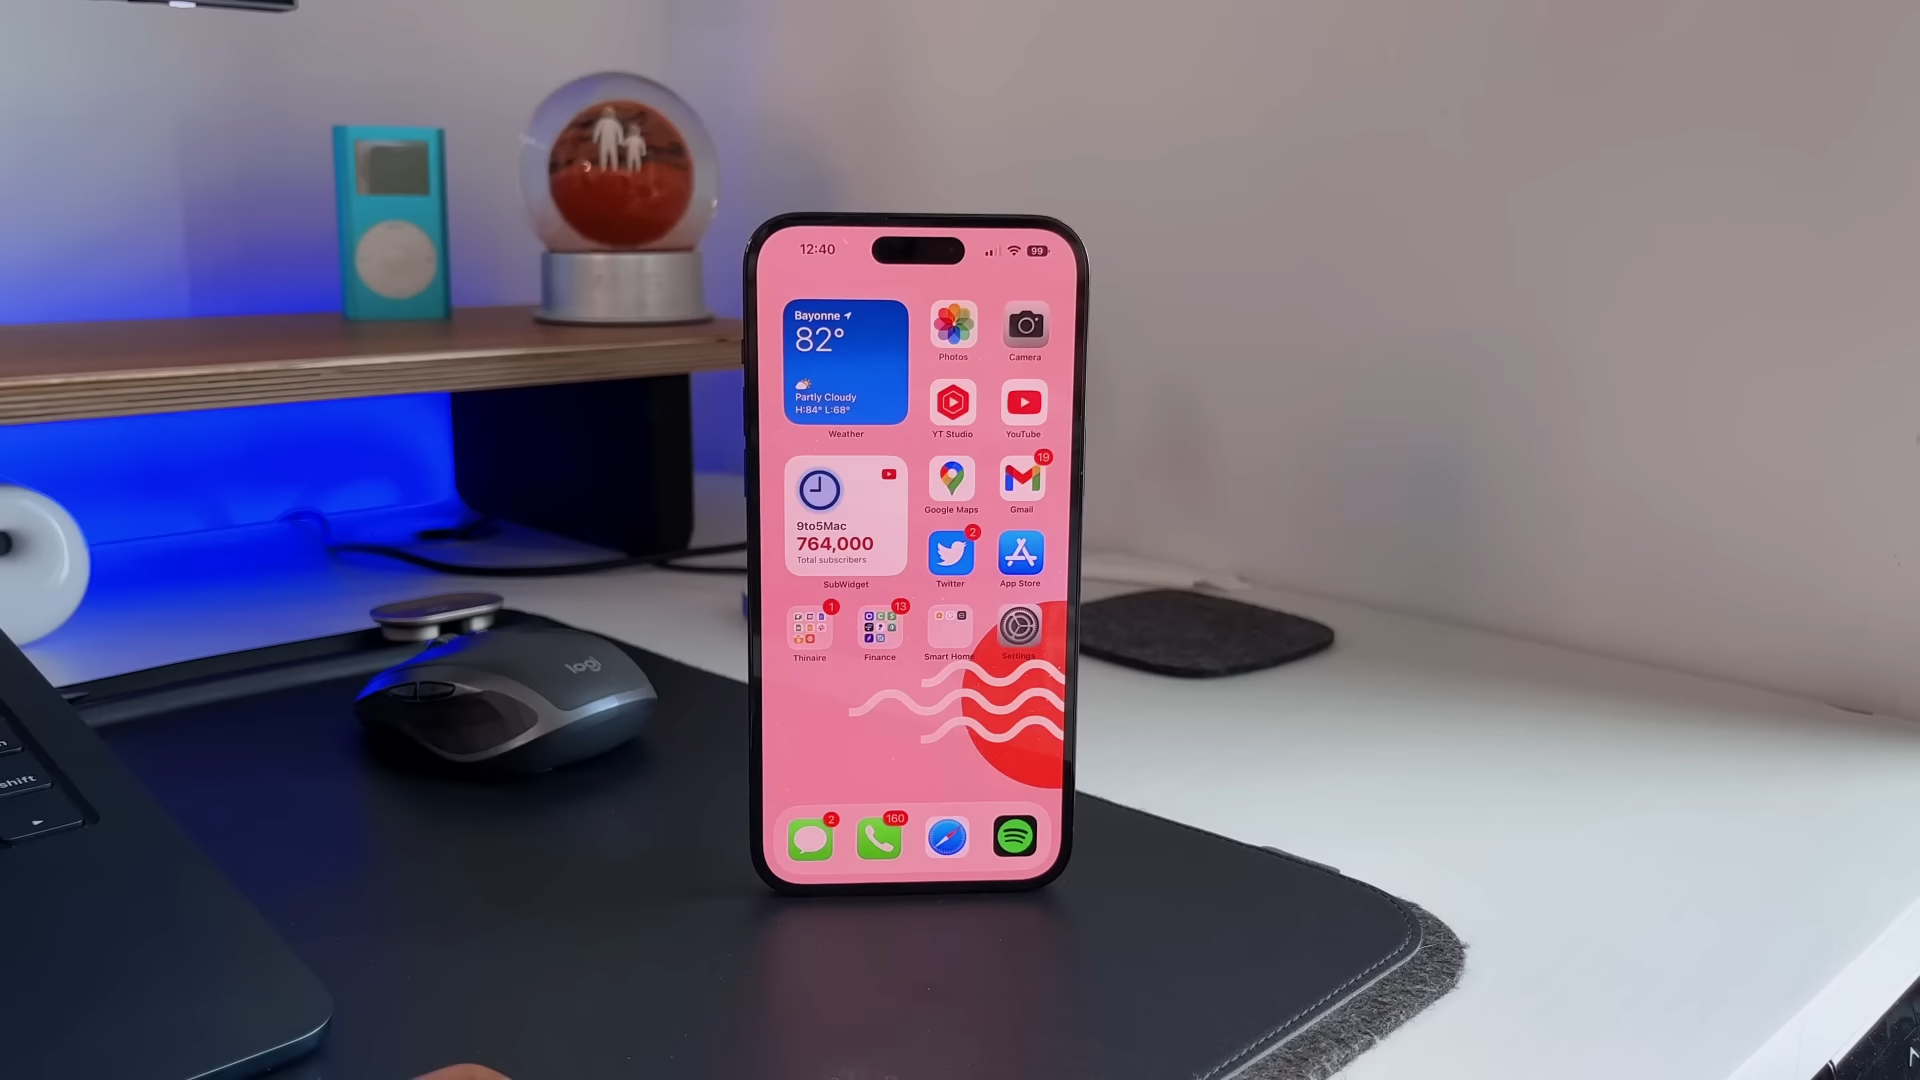 12:40
99
Bayonne
82°
Partly Cloudy
H:84° L:68°
Weather
Photos
Camera
YT Studio
YouTube
9to5Mac
764,000
Total subscribers
SubWidget
Google Maps
19
Gmail
2
Twitter
App Store
1
Thinaire
13
Finance
Smart Home
Settings
2
160
logi
shift